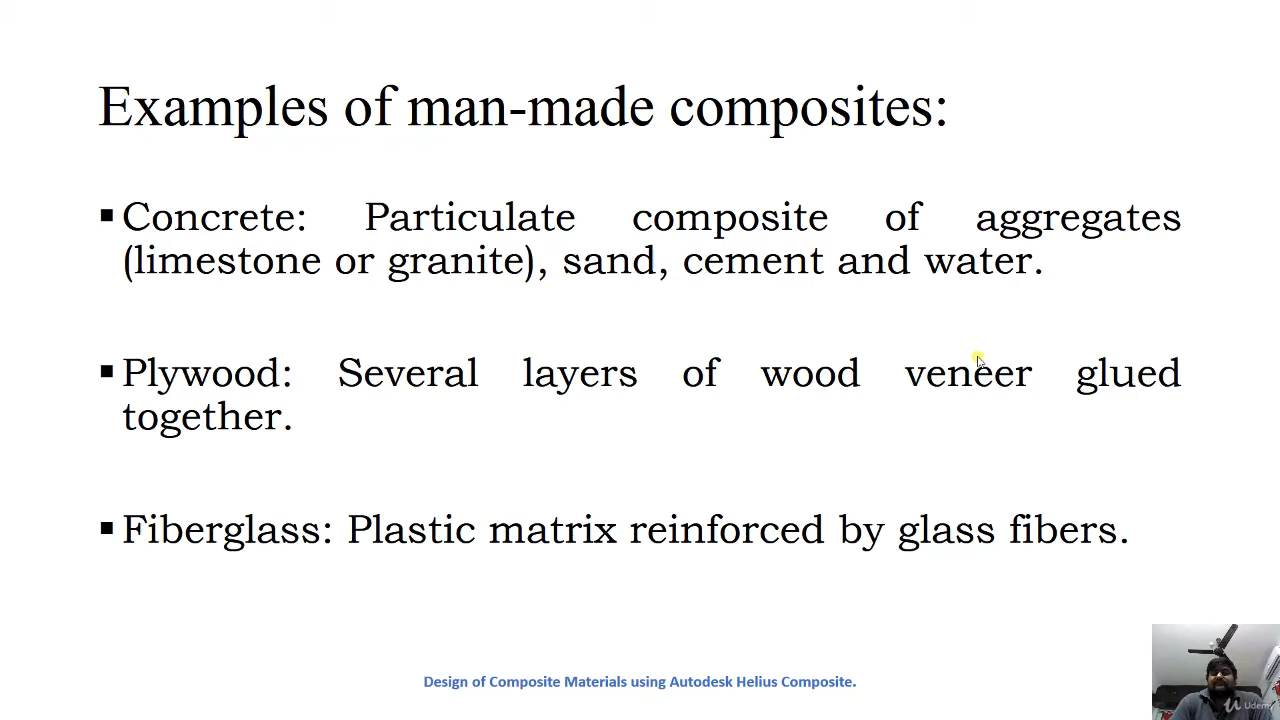 Examples of man-made composites:
▪ Concrete: Particulate composite of aggregates
(limestone or granite), sand, cement and water.
▪ Plywood: Several layers of wood veneer glued
together.
▪ Fiberglass: Plastic matrix reinforced by glass fibers.
Design of Composite Materials using Autodesk Helius Composite.
Udemy